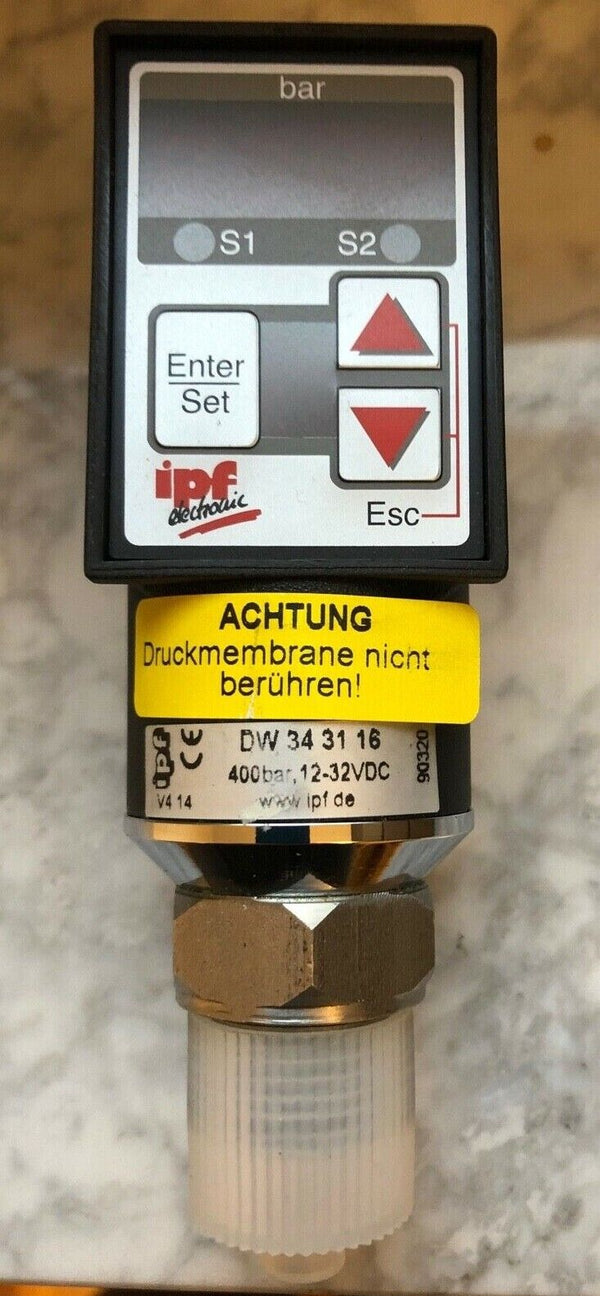 bar
S1 S2
Enter
Set
ipf
electronic
Esc
ACHTUNG
Druckmembrane nicht
berühren!
ipf CE DW 34 31 16 90320
400bar, 12-32VDC
V4 14 www.ipf.de